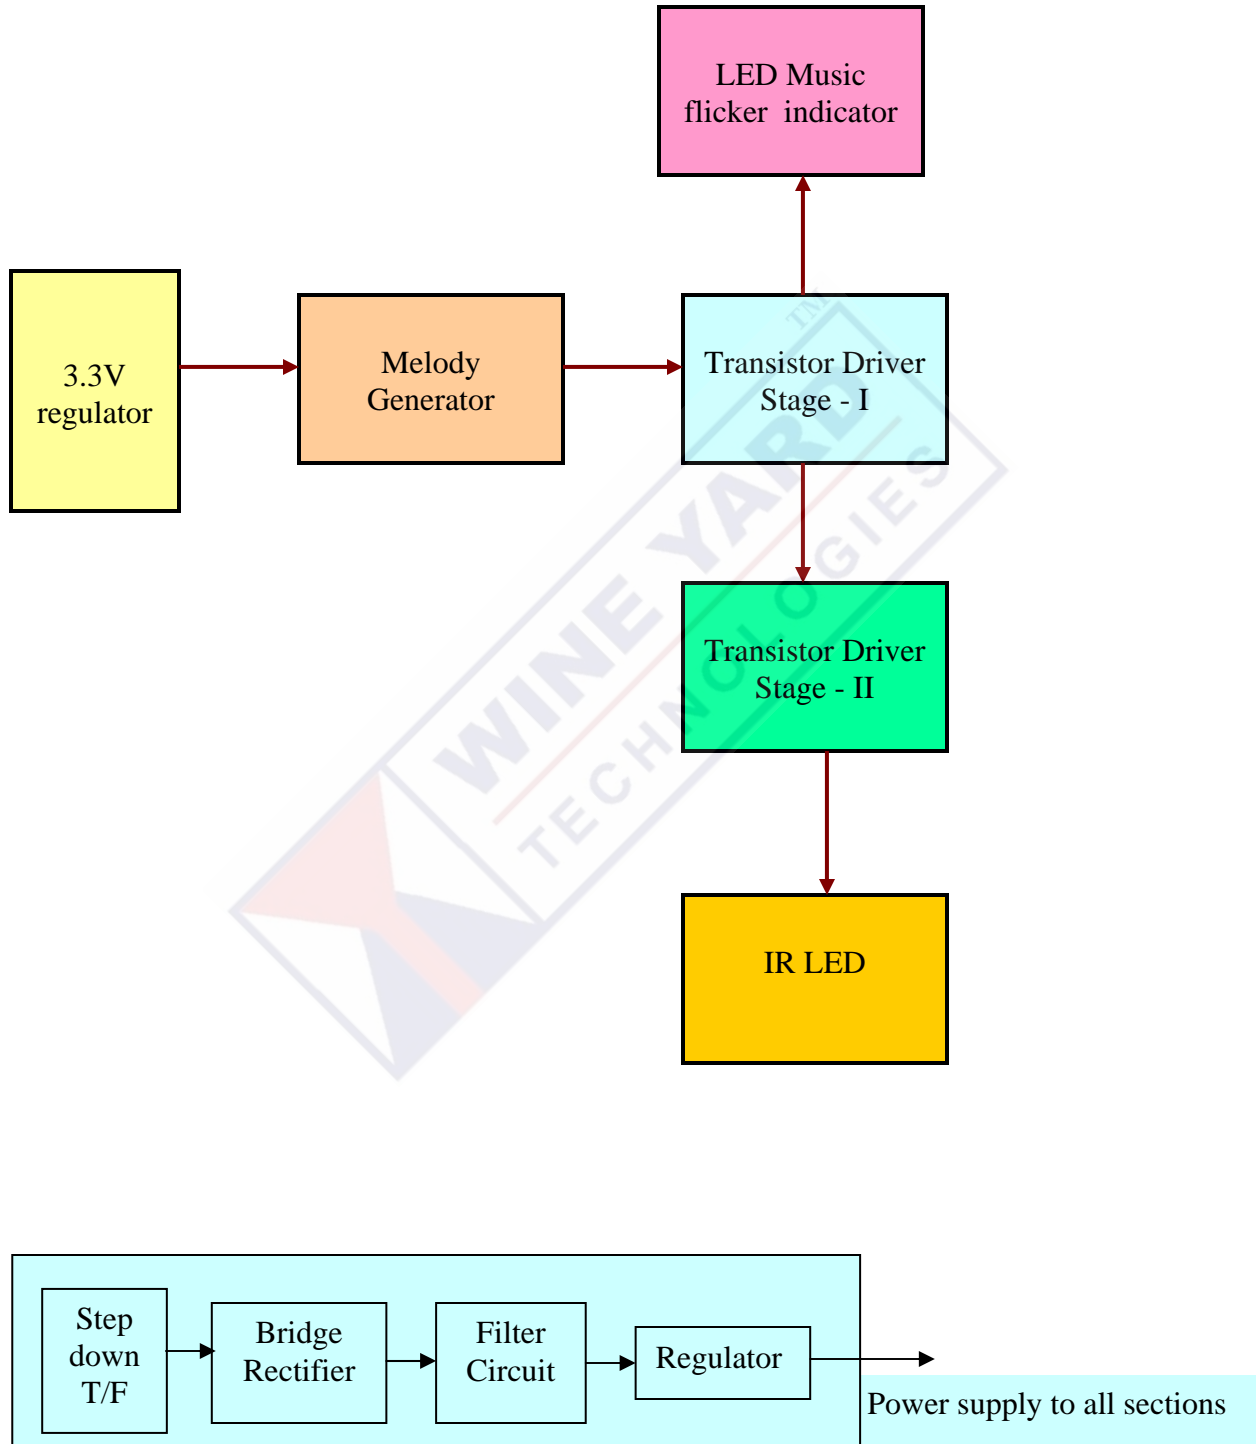 LED Music
flicker indicator
3.3V
regulator
Melody
Generator
Transistor Driver
Stage - I
Transistor Driver
Stage - II
IR LED
WINE YARD
TECHNOLOGIES
TM
Step
down
T/F
Bridge
Rectifier
Filter
Circuit
Regulator
Power supply to all sections